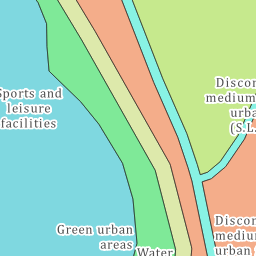 Sports and
leisure
facilities
Discon
medium
urba
(S.L.
Green urban
areas
Water
Discon
medium
urban